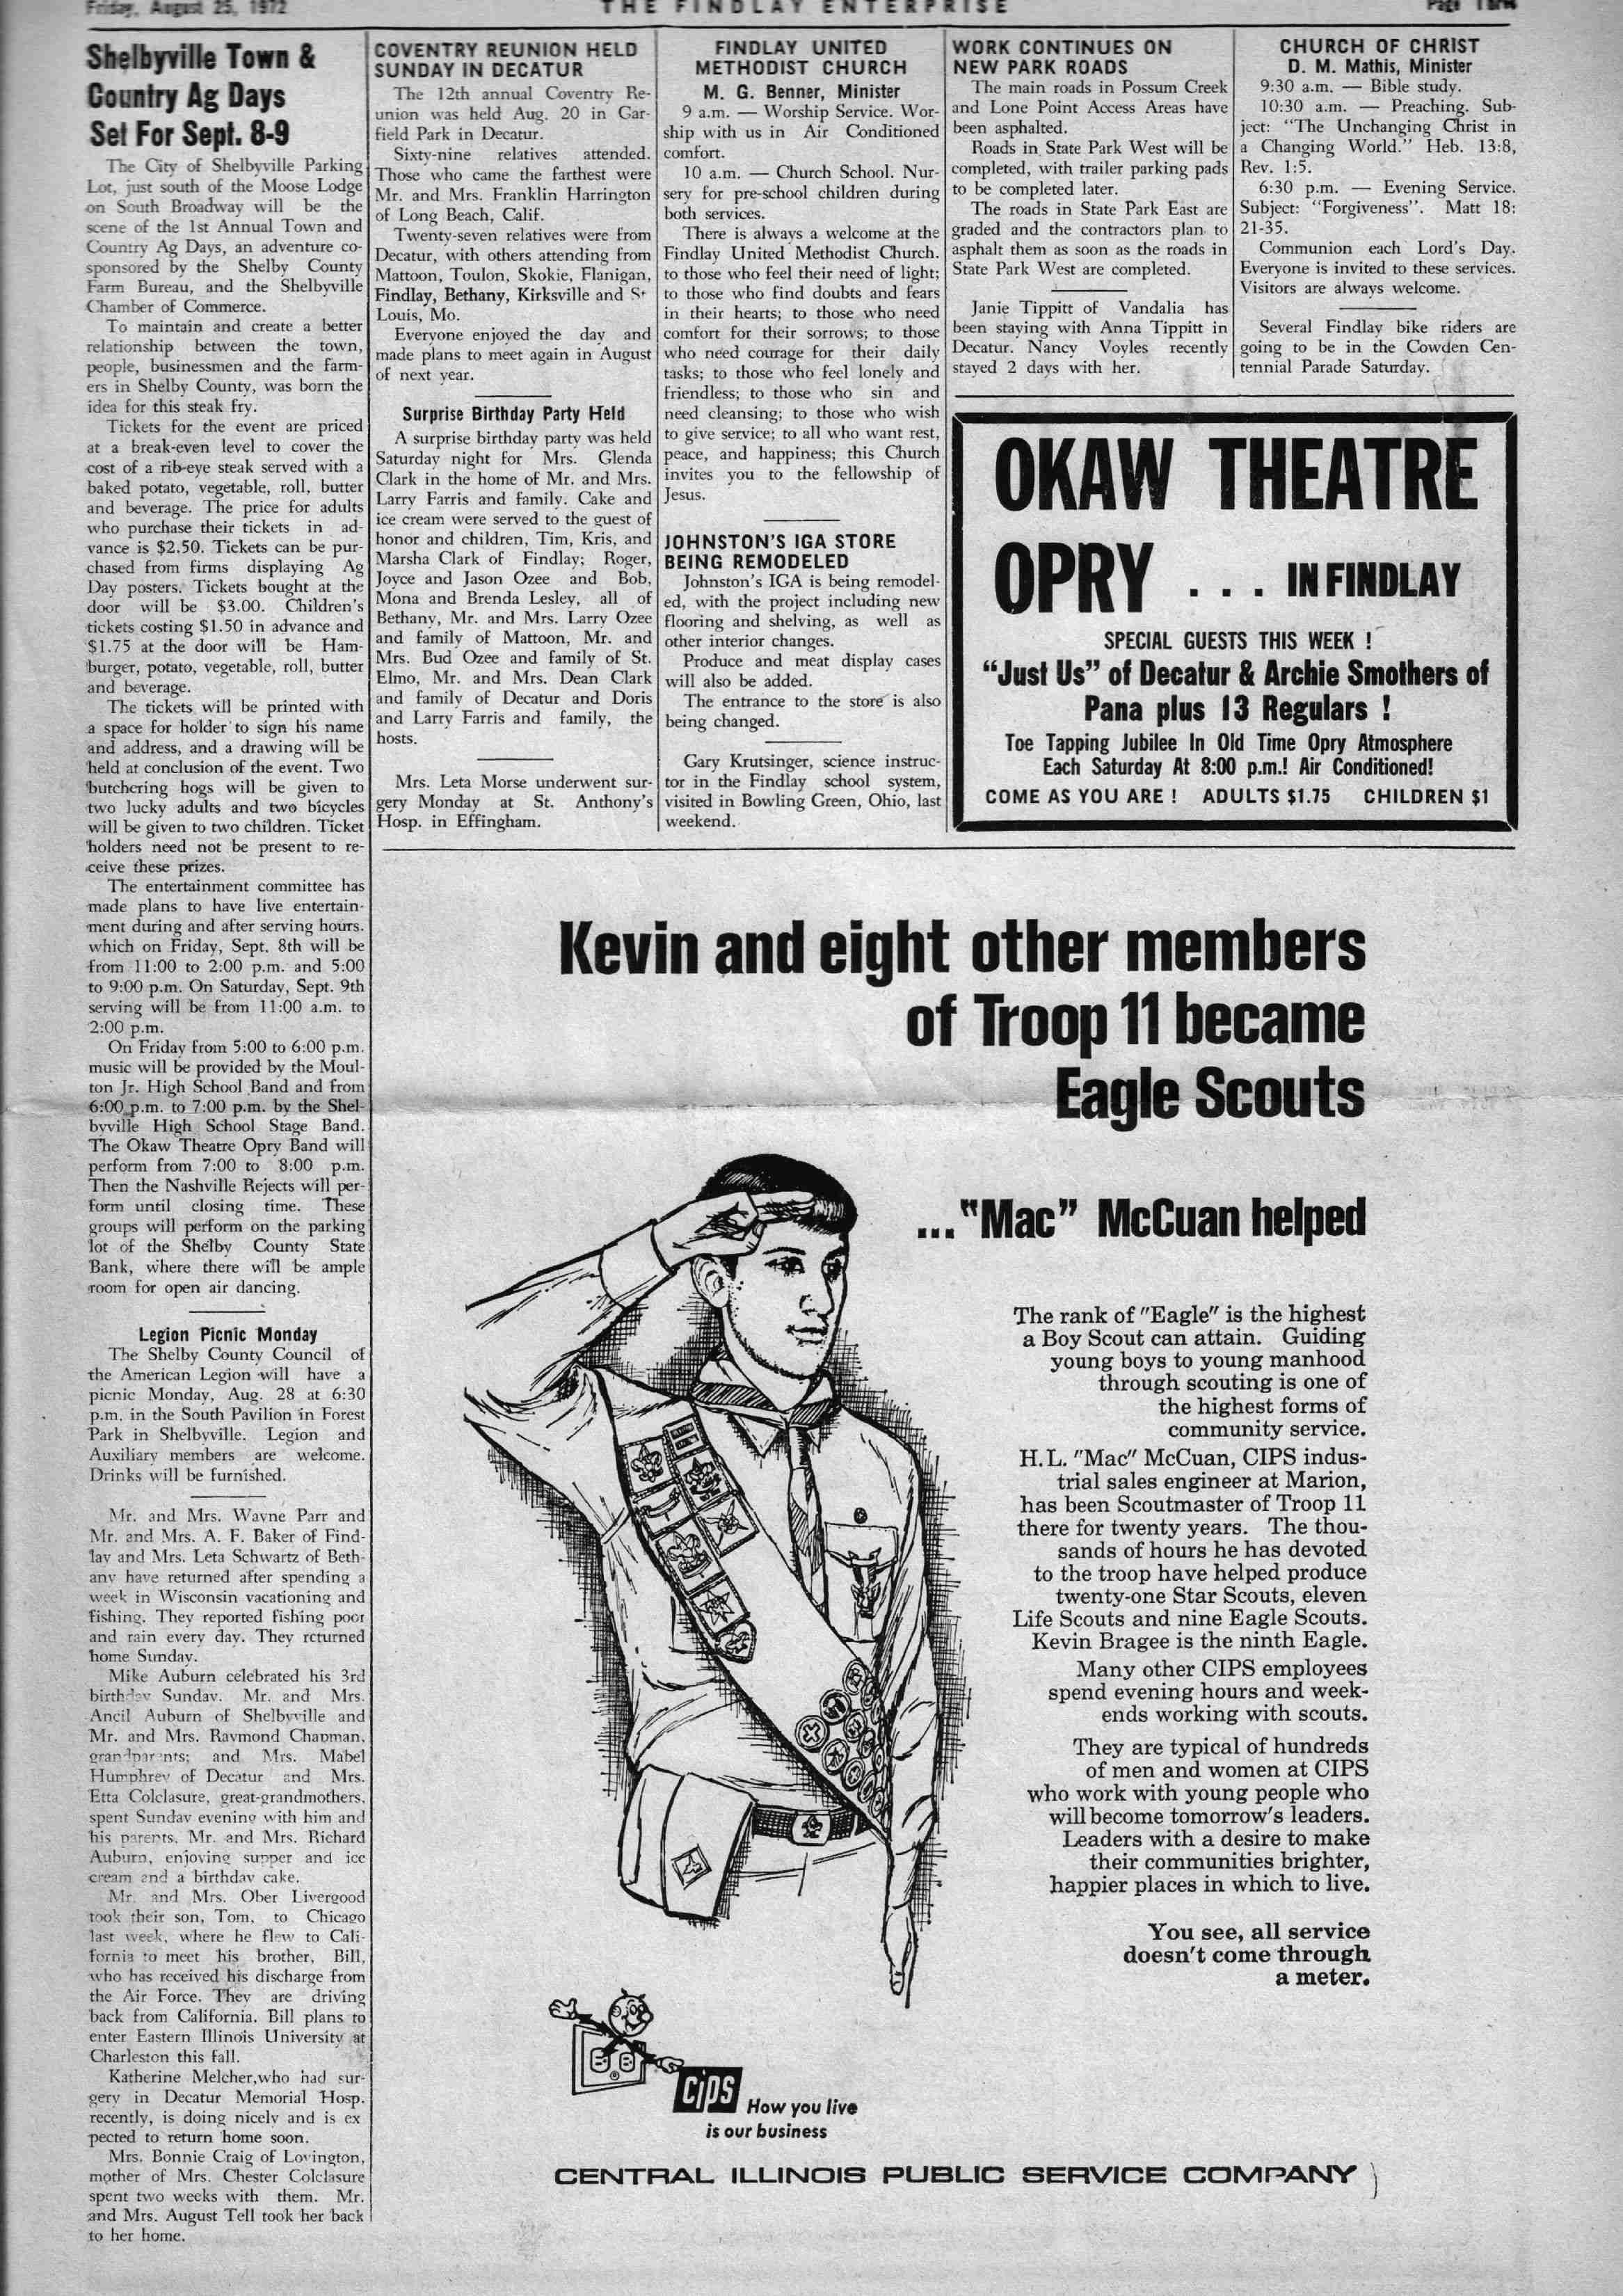 Friday, August 25, 1972
THE FINDLAY ENTERPRISE
Page Three
Shelbyville Town &
Country Ag Days
Set For Sept. 8-9
The City of Shelbyville Parking
Lot, just south of the Moose Lodge
on South Broadway will be the
scene of the 1st Annual Town and
Country Ag Days, an adventure co-
sponsored by the Shelby County
Farm Bureau, and the Shelbyville
Chamber of Commerce.
To maintain and create a better
relationship between the town,
people, businessmen and the farm-
ers in Shelby County, was born the
idea for this steak fry.
Tickets for the event are priced
at a break-even level to cover the
cost of a rib-eye steak served with a
baked potato, vegetable, roll, butter
and beverage. The price for adults
who purchase their tickets in ad-
vance is $2.50. Tickets can be pur-
chased from firms displaying Ag
Day posters. Tickets bought at the
door will be $3.00. Children's
tickets costing $1.50 in advance and
$1.75 at the door will be Ham-
burger, potato, vegetable, roll, butter
and beverage.
The tickets will be printed with
a space for holder to sign his name
and address, and a drawing will be
held at conclusion of the event. Two
butchering hogs will be given to
two lucky adults and two bicycles
will be given to two children. Ticket
holders need not be present to re-
ceive these prizes.
The entertainment committee has
made plans to have live entertain-
ment during and after serving hours.
which on Friday, Sept. 8th will be
from 11:00 to 2:00 p.m. and 5:00
to 9:00 p.m. On Saturday, Sept. 9th
serving will be from 11:00 a.m. to
2:00 p.m.
On Friday from 5:00 to 6:00 p.m.
music will be provided by the Moul-
ton Jr. High School Band and from
6:00 p.m. to 7:00 p.m. by the Shel-
byville High School Stage Band.
The Okaw Theatre Opry Band will
perform from 7:00 to 8:00 p.m.
Then the Nashville Rejects will per-
form until closing time. These
groups will perform on the parking
lot of the Shelby County State
Bank, where there will be ample
room for open air dancing.
Legion Picnic Monday
The Shelby County Council of
the American Legion will have a
picnic Monday, Aug. 28 at 6:30
p.m. in the South Pavilion in Forest
Park in Shelbyville. Legion and
Auxiliary members are welcome.
Drinks will be furnished.
Mr. and Mrs. Wayne Parr and
Mr. and Mrs. A. F. Baker of Find-
lay and Mrs. Leta Schwartz of Beth-
any have returned after spending a
week in Wisconsin vacationing and
fishing. They reported fishing poor
and rain every day. They returned
home Sunday.
Mike Auburn celebrated his 3rd
birthday Sunday. Mr. and Mrs.
Ancil Auburn of Shelbyville and
Mr. and Mrs. Raymond Chapman,
grandparents; and Mrs. Mabel
Humphrey of Decatur and Mrs.
Etta Colclasure, great-grandmothers,
spent Sunday evening with him and
his parents, Mr. and Mrs. Richard
Auburn, enjoying supper and ice
cream and a birthday cake.
Mr. and Mrs. Ober Livergood
took their son, Tom, to Chicago
last week, where he flew to Cali-
fornia to meet his brother, Bill,
who has received his discharge from
the Air Force. They are driving
back from California. Bill plans to
enter Eastern Illinois University at
Charleston this fall.
Katherine Melcher,who had sur-
gery in Decatur Memorial Hosp.
recently, is doing nicely and is ex
pected to return home soon.
Mrs. Bonnie Craig of Lovington,
mother of Mrs. Chester Colclasure
spent two weeks with them. Mr.
and Mrs. August Tell took her back
to her home.
COVENTRY REUNION HELD
SUNDAY IN DECATUR
The 12th annual Coventry Re-
union was held Aug. 20 in Gar-
field Park in Decatur.
Sixty-nine relatives attended.
Those who came the farthest were
Mr. and Mrs. Franklin Harrington
of Long Beach, Calif.
Twenty-seven relatives were from
Decatur, with others attending from
Mattoon, Toulon, Skokie, Flanigan,
Findlay, Bethany, Kirksville and St
Louis, Mo.
Everyone enjoyed the day and
made plans to meet again in August
of next year.
Surprise Birthday Party Held
A surprise birthday party was held
Saturday night for Mrs. Glenda
Clark in the home of Mr. and Mrs.
Larry Farris and family. Cake and
ice cream were served to the guest of
honor and children, Tim, Kris, and
Marsha Clark of Findlay; Roger,
Joyce and Jason Ozee and Bob,
Mona and Brenda Lesley, all of
Bethany, Mr. and Mrs. Larry Ozee
and family of Mattoon, Mr. and
Mrs. Bud Ozee and family of St.
Elmo, Mr. and Mrs. Dean Clark
and family of Decatur and Doris
and Larry Farris and family, the
hosts.
Mrs. Leta Morse underwent sur-
gery Monday at St. Anthony's
Hosp. in Effingham.
FINDLAY UNITED
METHODIST CHURCH
M. G. Benner, Minister
9 a.m. — Worship Service. Wor-
ship with us in Air Conditioned
comfort.
10 a.m. — Church School. Nur-
sery for pre-school children during
both services.
There is always a welcome at the
Findlay United Methodist Church.
to those who feel their need of light;
to those who find doubts and fears
in their hearts; to those who need
comfort for their sorrows; to those
who need courage for their daily
tasks; to those who feel lonely and
friendless; to those who sin and
need cleansing; to those who wish
to give service; to all who want rest,
peace, and happiness; this Church
invites you to the fellowship of
Jesus.
JOHNSTON'S IGA STORE
BEING REMODELED
Johnston's IGA is being remodel-
ed, with the project including new
flooring and shelving, as well as
other interior changes.
Produce and meat display cases
will also be added.
The entrance to the store is also
being changed.
Gary Krutsinger, science instruc-
tor in the Findlay school system,
visited in Bowling Green, Ohio, last
weekend.
WORK CONTINUES ON
NEW PARK ROADS
The main roads in Possum Creek
and Lone Point Access Areas have
been asphalted.
Roads in State Park West will be
completed, with trailer parking pads
to be completed later.
The roads in State Park East are
graded and the contractors plan to
asphalt them as soon as the roads in
State Park West are completed.
Janie Tippitt of Vandalia has
been staying with Anna Tippitt in
Decatur. Nancy Voyles recently
stayed 2 days with her.
CHURCH OF CHRIST
D. M. Mathis, Minister
9:30 a.m. — Bible study.
10:30 a.m. — Preaching. Sub-
ject: "The Unchanging Christ in
a Changing World." Heb. 13:8,
Rev. 1:5.
6:30 p.m. — Evening Service.
Subject: "Forgiveness". Matt 18:
21-35.
Communion each Lord's Day.
Everyone is invited to these services.
Visitors are always welcome.
Several Findlay bike riders are
going to be in the Cowden Cen-
tennial Parade Saturday.
OKAW THEATRE
OPRY . . . IN FINDLAY
SPECIAL GUESTS THIS WEEK !
"Just Us" of Decatur & Archie Smothers of
Pana plus 13 Regulars !
Toe Tapping Jubilee In Old Time Opry Atmosphere
Each Saturday At 8:00 p.m.! Air Conditioned!
COME AS YOU ARE ! ADULTS $1.75 CHILDREN $1
Kevin and eight other members
of Troop 11 became
Eagle Scouts
..."Mac" McCuan helped
The rank of "Eagle" is the highest
a Boy Scout can attain. Guiding
young boys to young manhood
through scouting is one of
the highest forms of
community service.
H.L. "Mac" McCuan, CIPS indus-
trial sales engineer at Marion,
has been Scoutmaster of Troop 11
there for twenty years. The thou-
sands of hours he has devoted
to the troop have helped produce
twenty-one Star Scouts, eleven
Life Scouts and nine Eagle Scouts.
Kevin Bragee is the ninth Eagle.
Many other CIPS employees
spend evening hours and week-
ends working with scouts.
They are typical of hundreds
of men and women at CIPS
who work with young people who
will become tomorrow's leaders.
Leaders with a desire to make
their communities brighter,
happier places in which to live.
You see, all service
doesn't come through
a meter.
CIPS How you live
is our business
CENTRAL ILLINOIS PUBLIC SERVICE COMPANY